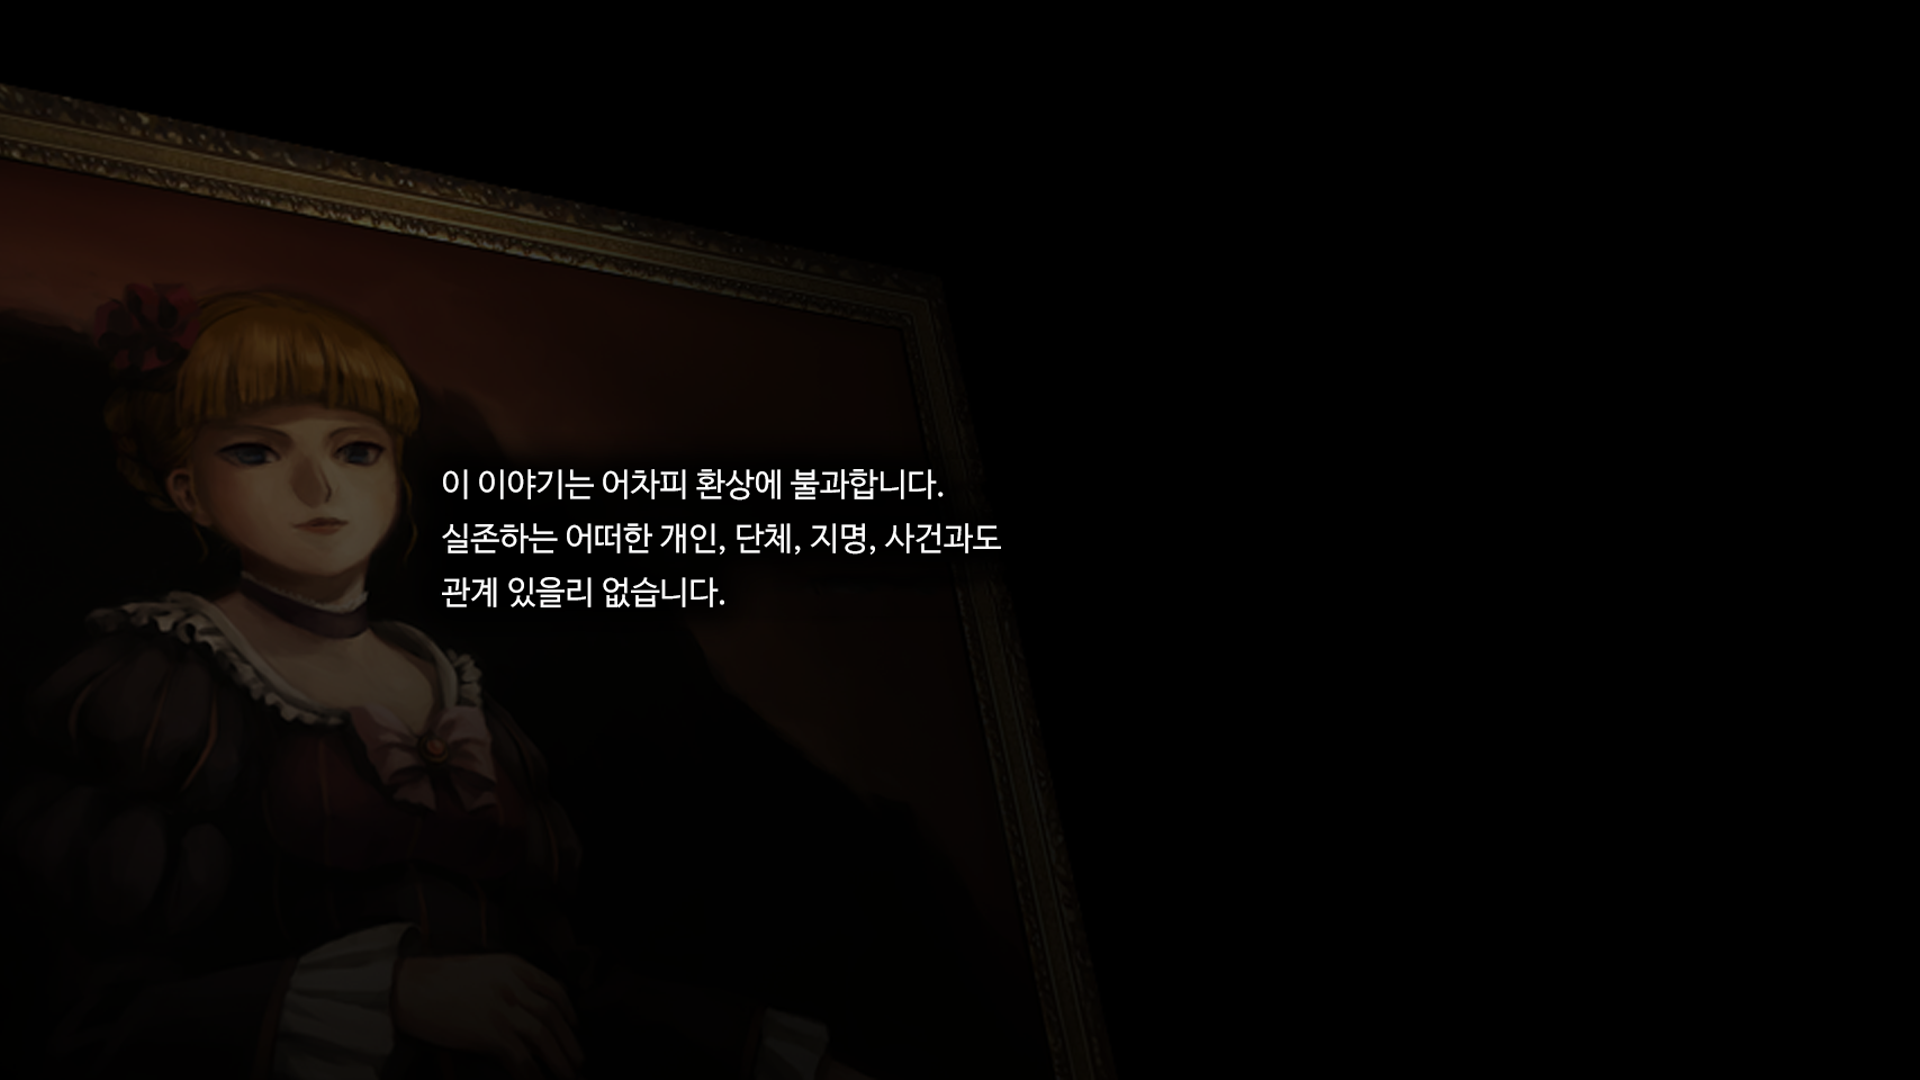 이 이야기는 어차피 환상에 불과합니다.
실존하는 어떠한 개인, 단체, 지명, 사건과도
관계 있을리 없습니다.